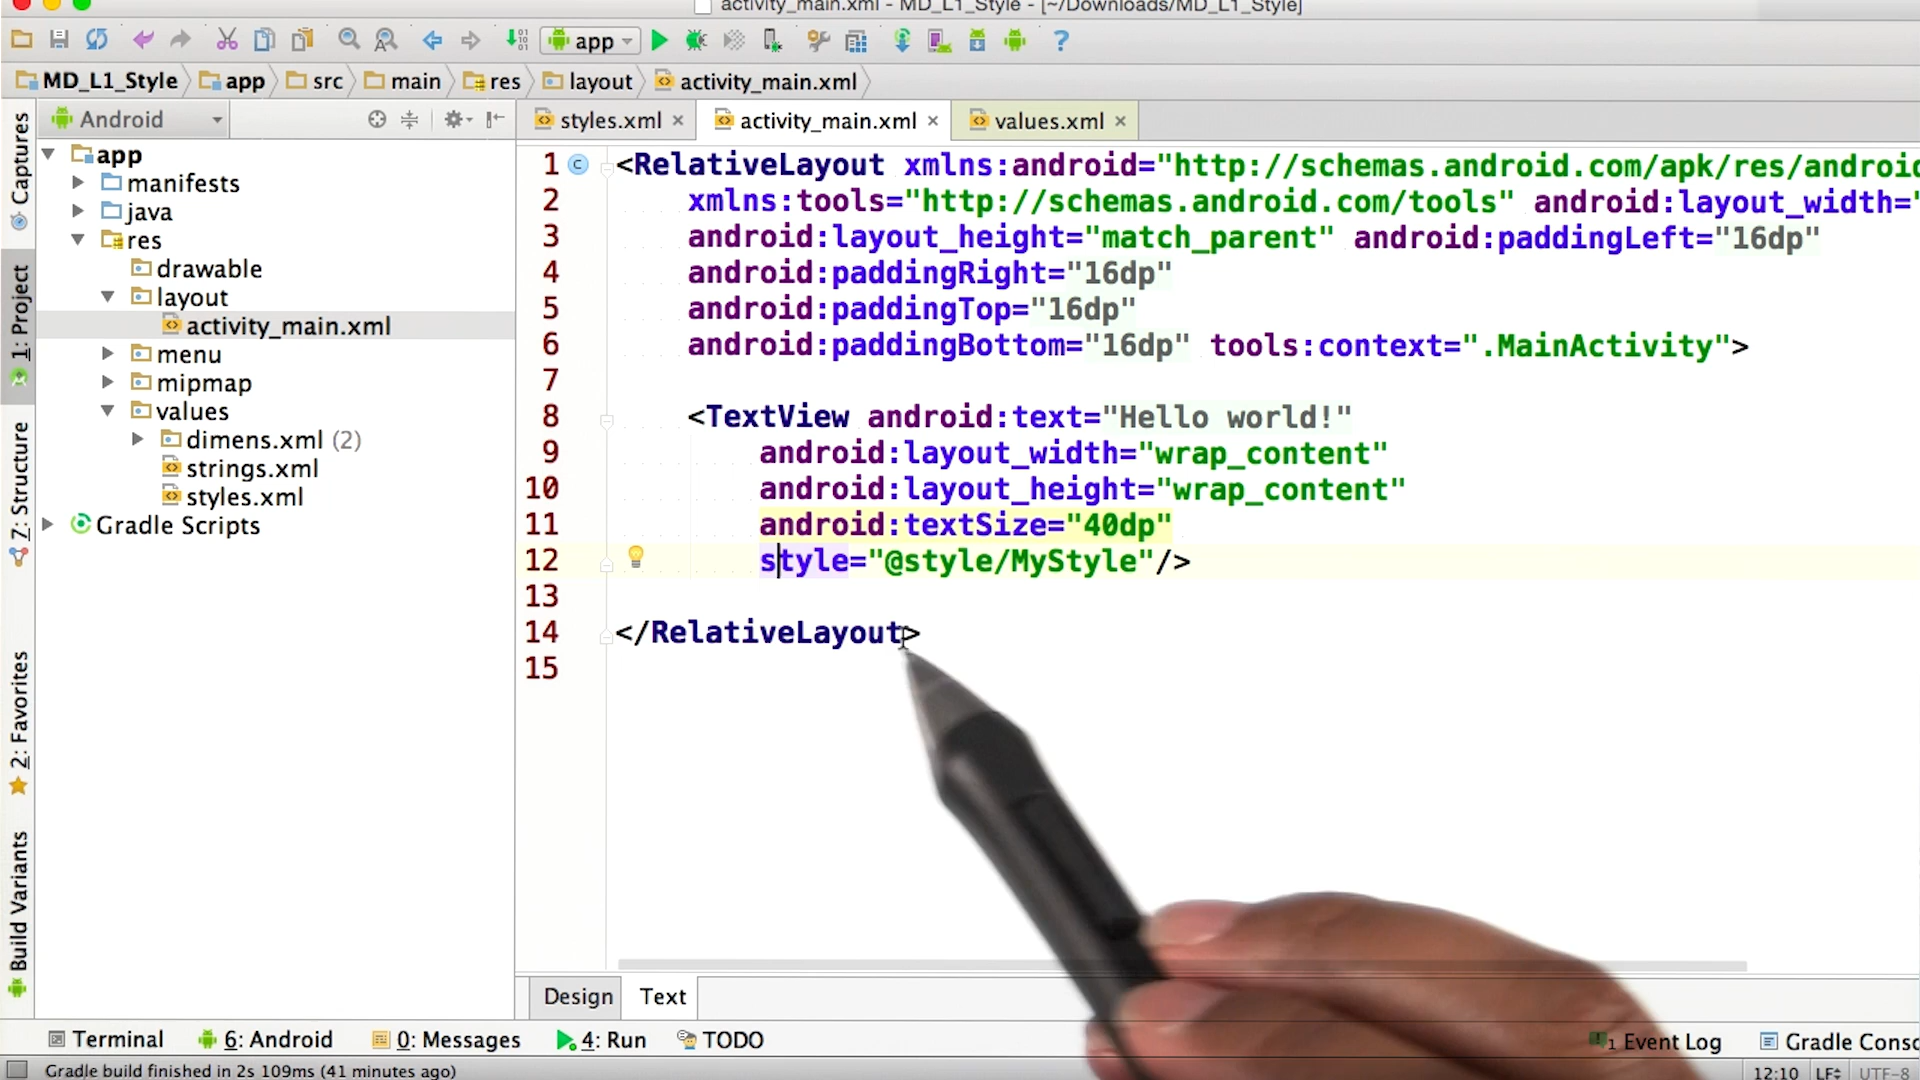 activity_main.xml - MD_L1_Style - [~/Downloads/MD_L1_Style]
app
MD_L1_Style app src main res layout activity_main.xml
Android
styles.xml activity_main.xml values.xml
Captures
1: Project
7: Structure
2: Favorites
Build Variants
app
manifests
java
res
drawable
layout
activity_main.xml
menu
mipmap
values
dimens.xml (2)
strings.xml
styles.xml
Gradle Scripts
1 <RelativeLayout xmlns:android="http://schemas.android.com/apk/res/androi
2 xmlns:tools="http://schemas.android.com/tools" android:layout_width="
3 android:layout_height="match_parent" android:paddingLeft="16dp"
4 android:paddingRight="16dp"
5 android:paddingTop="16dp"
6 android:paddingBottom="16dp" tools:context=".MainActivity">
7
8 <TextView android:text="Hello world!"
9 android:layout_width="wrap_content"
10 android:layout_height="wrap_content"
11 android:textSize="40dp"
12 style="@style/MyStyle"/>
13
14 </RelativeLayout>
15
Design Text
Terminal 6: Android 0: Messages 4: Run TODO 1 Event Log Gradle Conso
Gradle build finished in 2s 109ms (41 minutes ago) 12:10 LF UTF-8